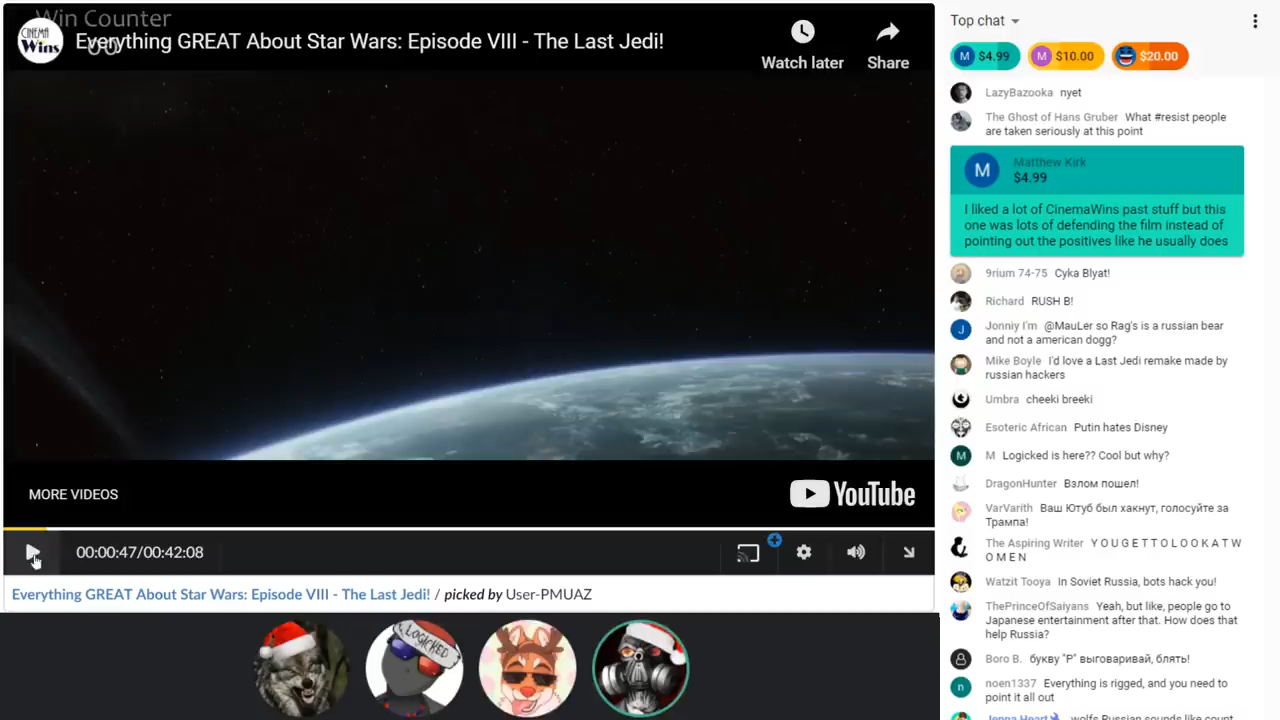 Win Counter
00
CINEMA
Wins
Everything GREAT About Star Wars: Episode VIII - The Last Jedi!
Watch later
Share
MORE VIDEOS
YouTube
00:00:47/00:42:08
Everything GREAT About Star Wars: Episode VIII - The Last Jedi! / picked by User-PMUAZ
LOGICKED
Top chat
M $4.99
M $10.00
$20.00
LazyBazooka nyet
The Ghost of Hans Gruber What #resist people
are taken seriously at this point
M
Matthew Kirk
$4.99
I liked a lot of CinemaWins past stuff but this
one was lots of defending the film instead of
pointing out the positives like he usually does
9rium 74-75 Cyka Blyat!
Richard RUSH B!
J Jonniy I'm @MauLer so Rag's is a russian bear
and not a american dogg?
Mike Boyle I'd love a Last Jedi remake made by
russian hackers
Umbra cheeki breeki
Esoteric African Putin hates Disney
M M Logicked is here?? Cool but why?
DragonHunter Взлом пошел!
VarVarith Ваш Ютуб был хакнут, голосуйте за
Трампа!
The Aspiring Writer Y O U G E T T O L O O K A T W
O M E N
Watzit Tooya In Soviet Russia, bots hack you!
ThePrinceOfSaiyans Yeah, but like, people go to
Japanese entertainment after that. How does that
help Russia?
Boro B. букву "Р" выговаривай, блять!
n noen1337 Everything is rigged, and you need to
point it all out
Jenna Heart wolfs Russian sounds like count